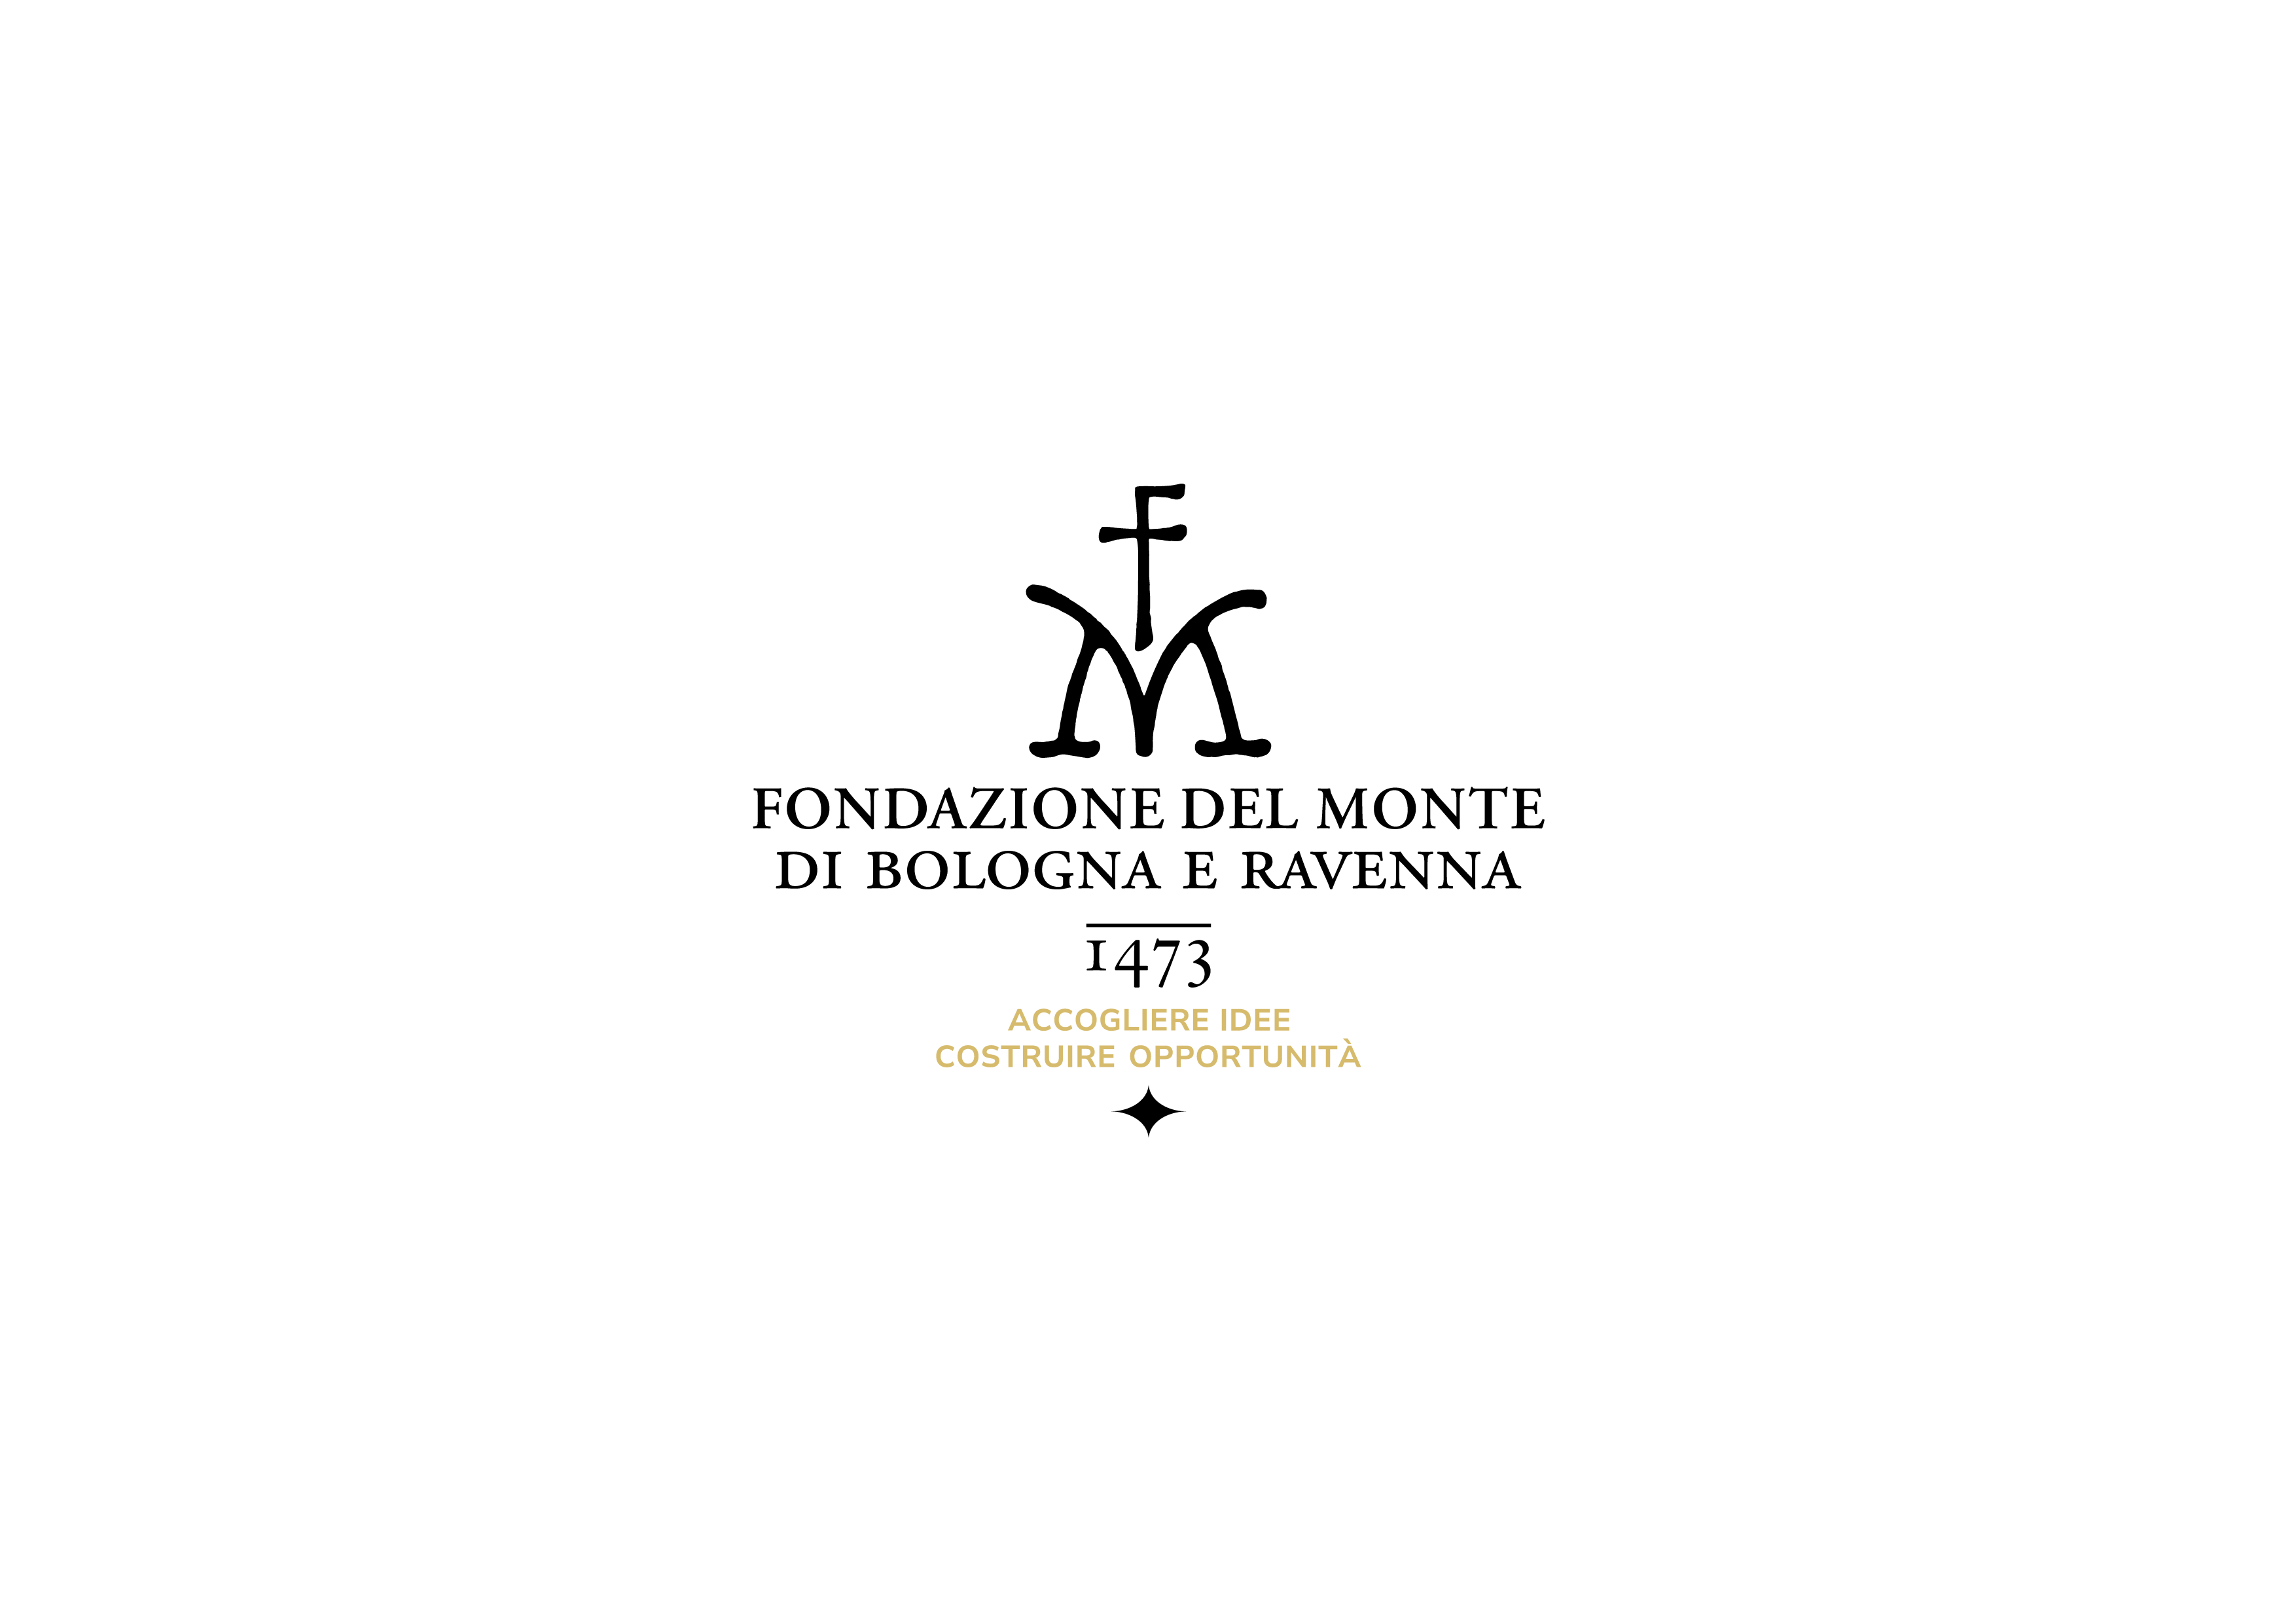 FONDAZIONE DEL MONTE
DI BOLOGNA E RAVENNA
1473
ACCOGLIERE IDEE
COSTRUIRE OPPORTUNITÀ